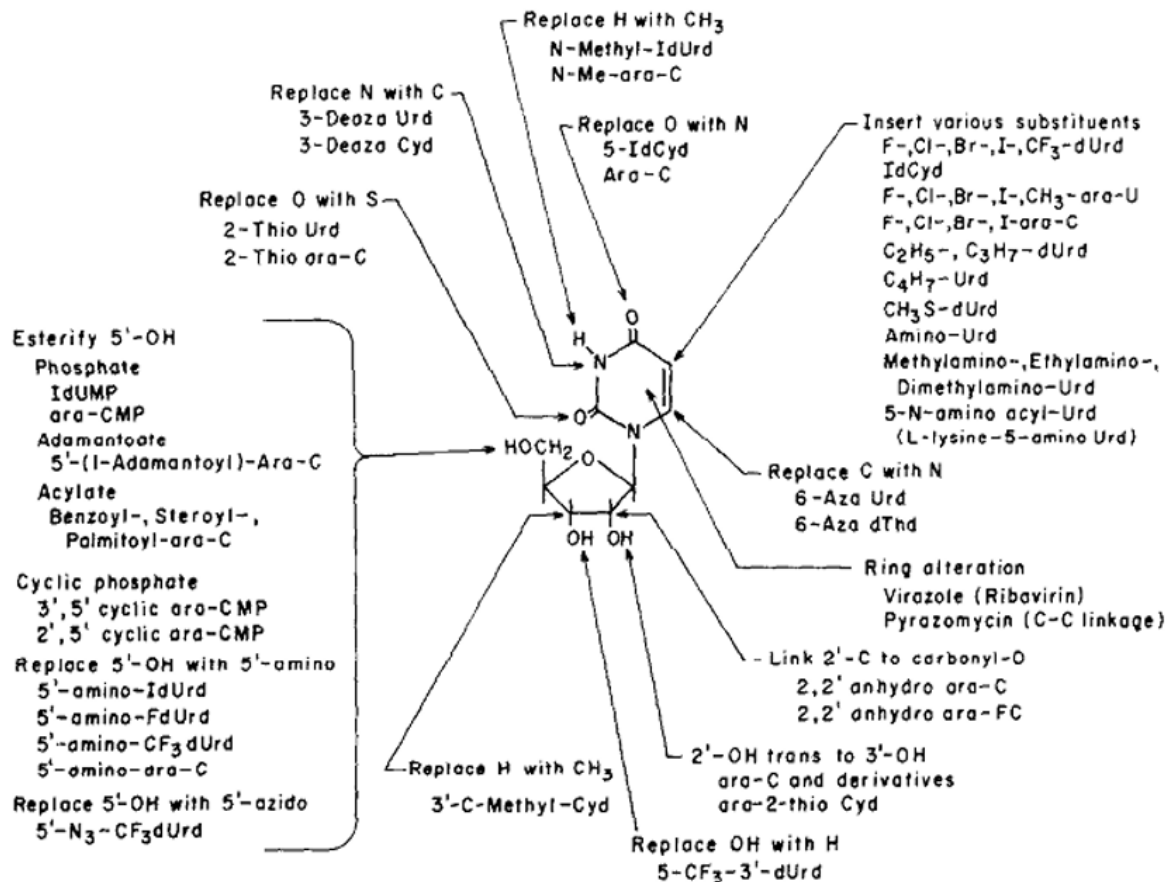 Replace H with CH3
N-Methyl-IdUrd
N-Me-ara-C
Replace N with C
3-Deaza Urd
3-Deaza Cyd
Replace O with N
5-IdCyd
Ara-C
Insert various substituents
F-,Cl-,Br-,I-,CF3-dUrd
IdCyd
F-,Cl-,Br-,I-,CH3-ara-U
F-,Cl-,Br-,I-ara-C
C2H5-, C3H7-dUrd
C4H7-Urd
CH3S-dUrd
Amino-Urd
Methylamino-,Ethylamino-,
Dimethylamino-Urd
5-N-amino acyl-Urd
(L-lysine-5-amino Urd)
Replace O with S
2-Thio Urd
2-Thio ara-C
Esterify 5'-OH
Phosphate
IdUMP
ara-CMP
Adamantoate
5'-(1-Adamantoyl)-Ara-C
Acylate
Benzoyl-, Steroyl-,
Palmitoyl-ara-C
Cyclic phosphate
3',5' cyclic ara-CMP
2',5' cyclic ara-CMP
Replace 5'-OH with 5'-amino
5'-amino-IdUrd
5'-amino-FdUrd
5'-amino-CF3dUrd
5'-amino-ara-C
Replace 5'-OH with 5'-azido
5'-N3-CF3dUrd
O
H
N
O
N
HOCH2
O
OH OH
Replace C with N
6-Aza Urd
6-Aza dThd
Ring alteration
Virazole (Ribavirin)
Pyrazomycin (C-C linkage)
Link 2'-C to carbonyl-O
2,2' anhydro ara-C
2,2' anhydro ara-FC
2'-OH trans to 3'-OH
ara-C and derivatives
ara-2-thio Cyd
Replace H with CH3
3'-C-Methyl-Cyd
Replace OH with H
5-CF3-3'-dUrd